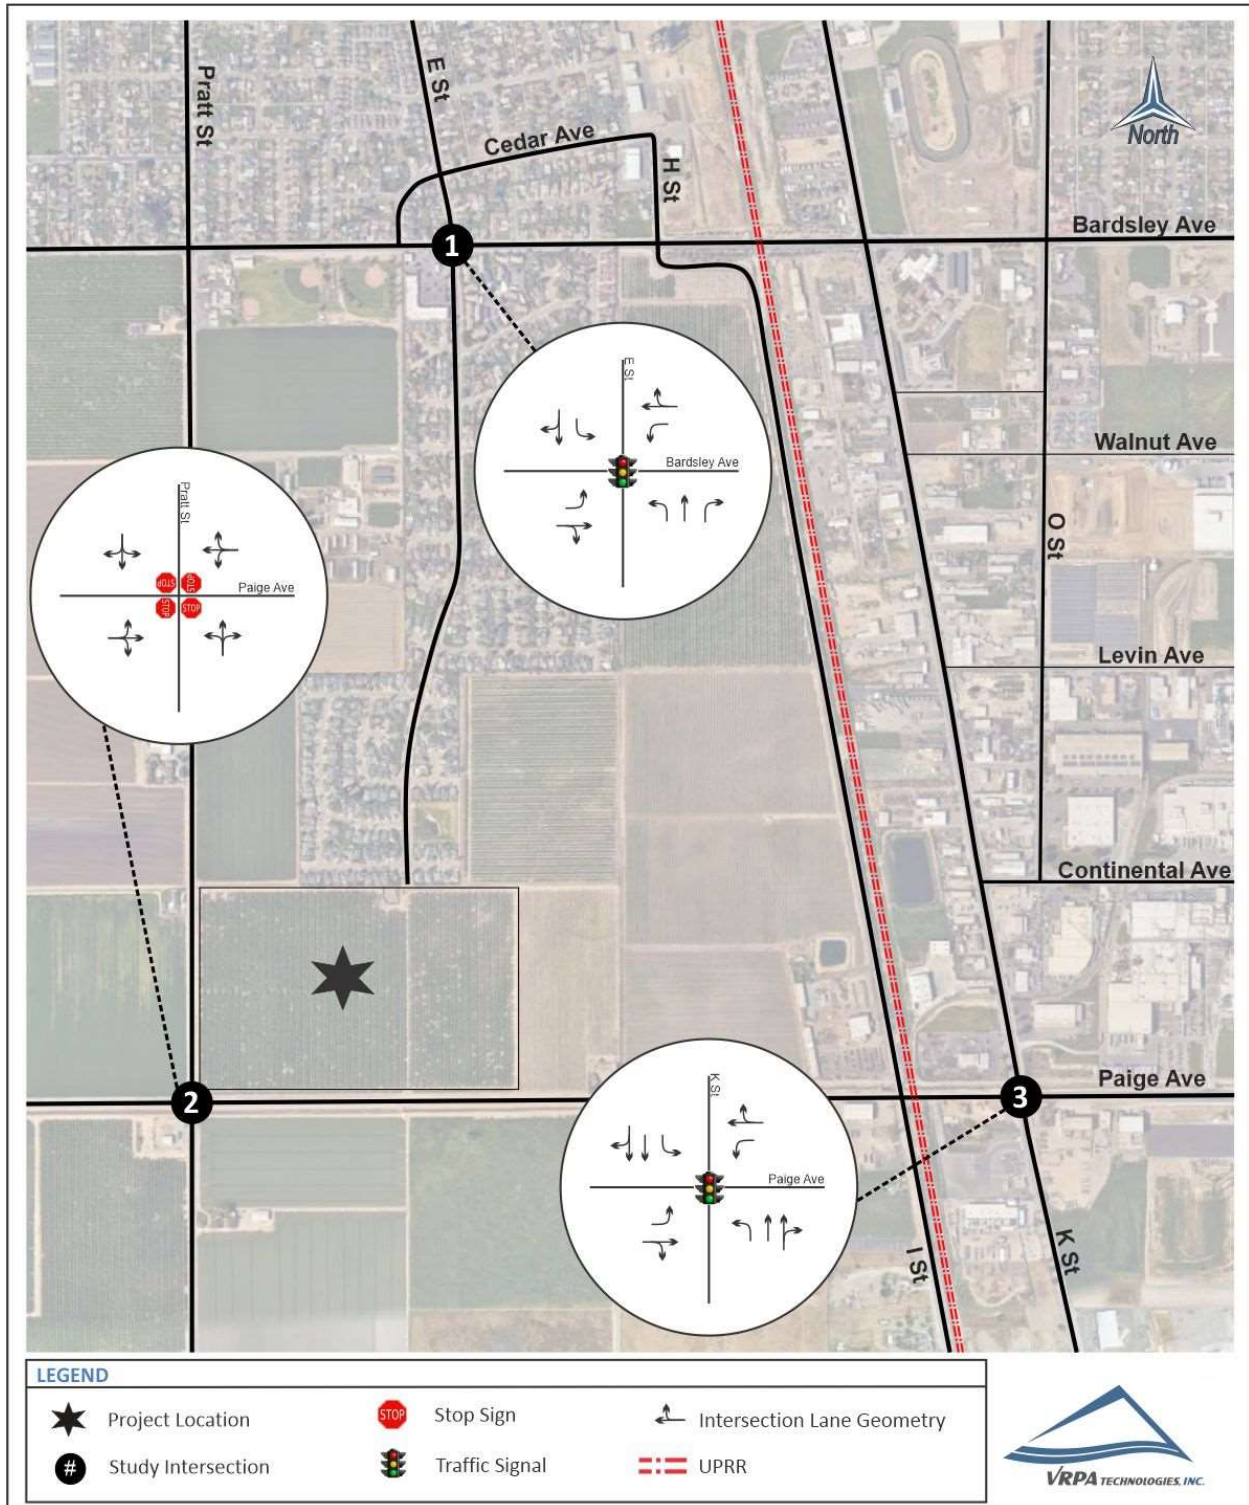 Pratt St
E St
Cedar Ave
H St
North
Bardsley Ave
1
E St
Bardsley Ave
Walnut Ave
O St
Pratt St
Paige Ave
STOP
STOP
STOP
STOP
Levin Ave
Continental Ave
2
3
Paige Ave
K St
Paige Ave
I St
K St
LEGEND
Project Location
STOP
Stop Sign
Intersection Lane Geometry
#
Study Intersection
Traffic Signal
UPRR
VRPA TECHNOLOGIES, INC.